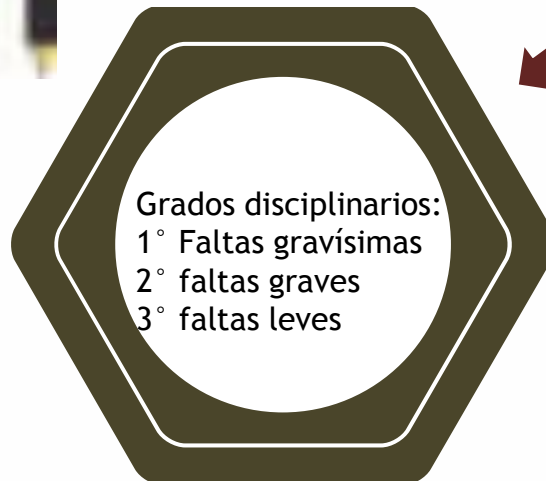 Grados disciplinarios:
1° Faltas gravísimas
2° faltas graves
3° faltas leves